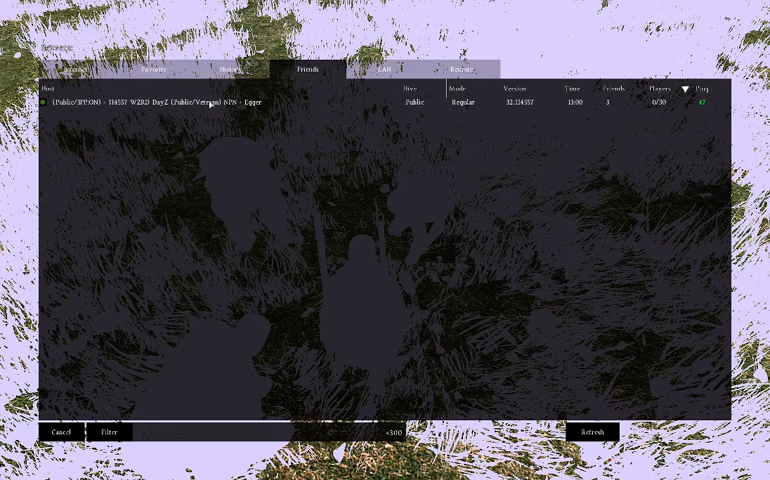 Favorite History Friends LAN Remote
Host Hive Mode Version Time Friends Players Ping
(Public/3PP:ON) - 114557 WZRD DayZ (Public/Veteran) NPN - Egger Public Regular 32.114557 13:00 3 0/30 47
Cancel Filter <300 Refresh